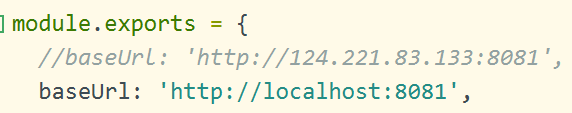 module.exports = {
//baseUrl: 'http://124.221.83.133:8081',
baseUrl: 'http://localhost:8081',